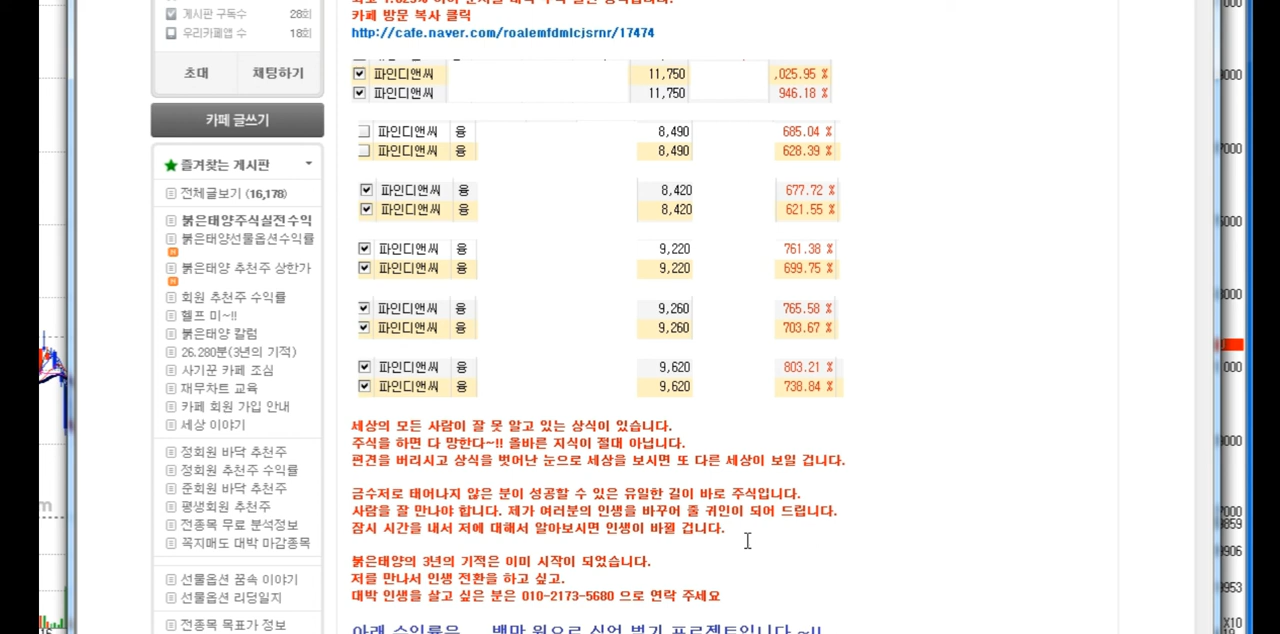 게시판 구독수 28회
우리카페앱 수 18회
초대 채팅하기
카페 글쓰기
즐겨찾는 게시판
전체글보기 (16,178)
붉은태양주식실전수익
붉은태양선물옵션수익률
붉은태양 추천주 상한가
회원 추천주 수익률
헬프 미~!!
붉은태양 칼럼
26.280분(3년의 기적)
사기꾼 카페 조심
재무챠트 교육
카페 회원 가입 안내
세상 이야기
정회원 바닥 추천주
정회원 추천주 수익률
준회원 바닥 추천주
평생회원 추천주
전종목 무료 분석정보
꼭지매도 대박 마감종목
선물옵션 꿈속 이야기
선물옵션 리딩일지
전종목 목표가 정보
카페 방문 복사 클릭
http://cafe.naver.com/roalemfdmlcjsrnr/17474
파인디앤씨 11,750 ,025.95 %
파인디앤씨 11,750 946.18 %
파인디앤씨 융 8,490 685.04 %
파인디앤씨 융 8,490 628.39 %
파인디앤씨 융 8,420 677.72 %
파인디앤씨 융 8,420 621.55 %
파인디앤씨 융 9,220 761.38 %
파인디앤씨 융 9,220 699.75 %
파인디앤씨 융 9,260 765.58 %
파인디앤씨 융 9,260 703.67 %
파인디앤씨 융 9,620 803.21 %
파인디앤씨 융 9,620 738.84 %
세상의 모든 사람이 잘 못 알고 있는 상식이 있습니다.
주식을 하면 다 망한다~!! 올바른 지식이 절대 아닙니다.
편견을 버리시고 상식을 벗어난 눈으로 세상을 보시면 또 다른 세상이 보일 겁니다.
금수저로 태어나지 않은 분이 성공할 수 있은 유일한 길이 바로 주식입니다.
사람을 잘 만나야 합니다. 제가 여러분의 인생을 바꾸어 줄 귀인이 되어 드립니다.
잠시 시간을 내서 저에 대해서 알아보시면 인생이 바뀔 겁니다.
붉은태양의 3년의 기적은 이미 시작이 되었습니다.
저를 만나서 인생 전환을 하고 싶고.
대박 인생을 살고 싶은 분은 010-2173-5680 으로 연락 주세요
000
9000
7000
5000
3000
000
9000
7000
9859
9906
9953
X10